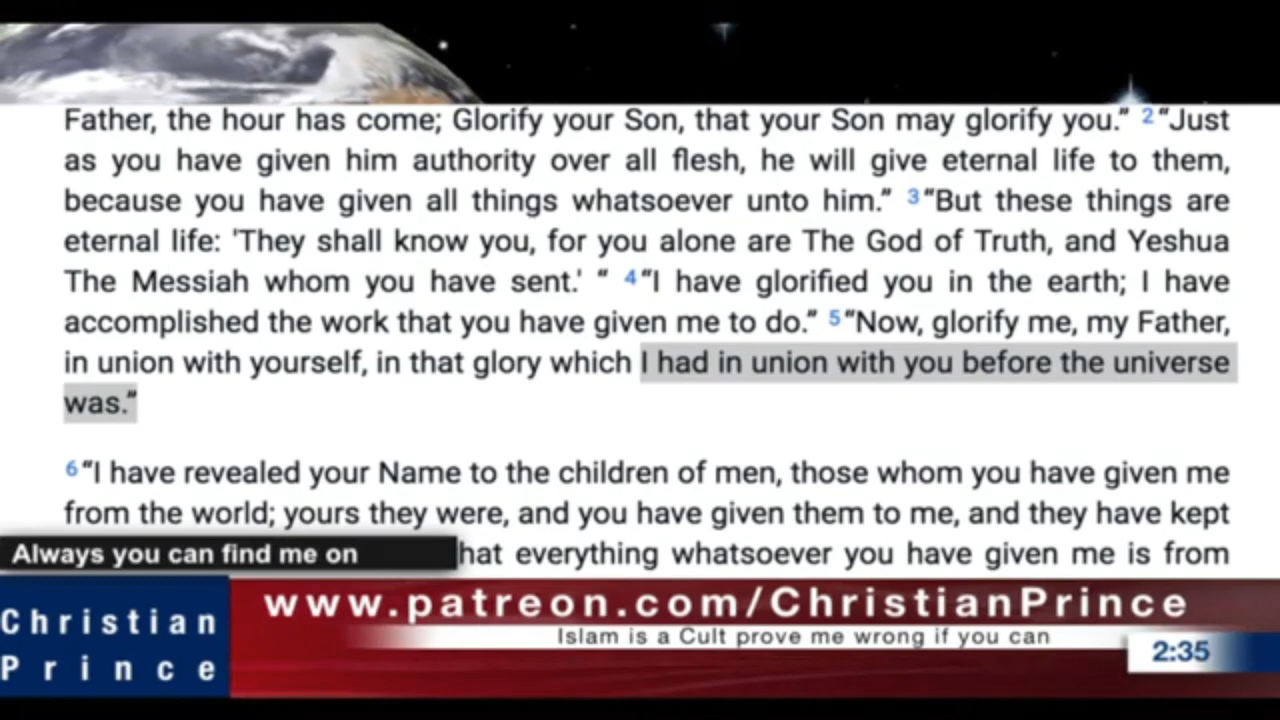 Father, the hour has come; Glorify your Son, that your Son may glorify you.” 2 “Just
as you have given him authority over all flesh, he will give eternal life to them,
because you have given all things whatsoever unto him.” 3 “But these things are
eternal life: 'They shall know you, for you alone are The God of Truth, and Yeshua
The Messiah whom you have sent.' “ 4 “I have glorified you in the earth; I have
accomplished the work that you have given me to do.” 5 “Now, glorify me, my Father,
in union with yourself, in that glory which I had in union with you before the universe
was.”
6 “I have revealed your Name to the children of men, those whom you have given me
from the world; yours they were, and you have given them to me, and they have kept
hat everything whatsoever you have given me is from
Always you can find me on
www.patreon.com/ChristianPrince
Islam is a Cult prove me wrong if you can
Christian
Prince
2:35